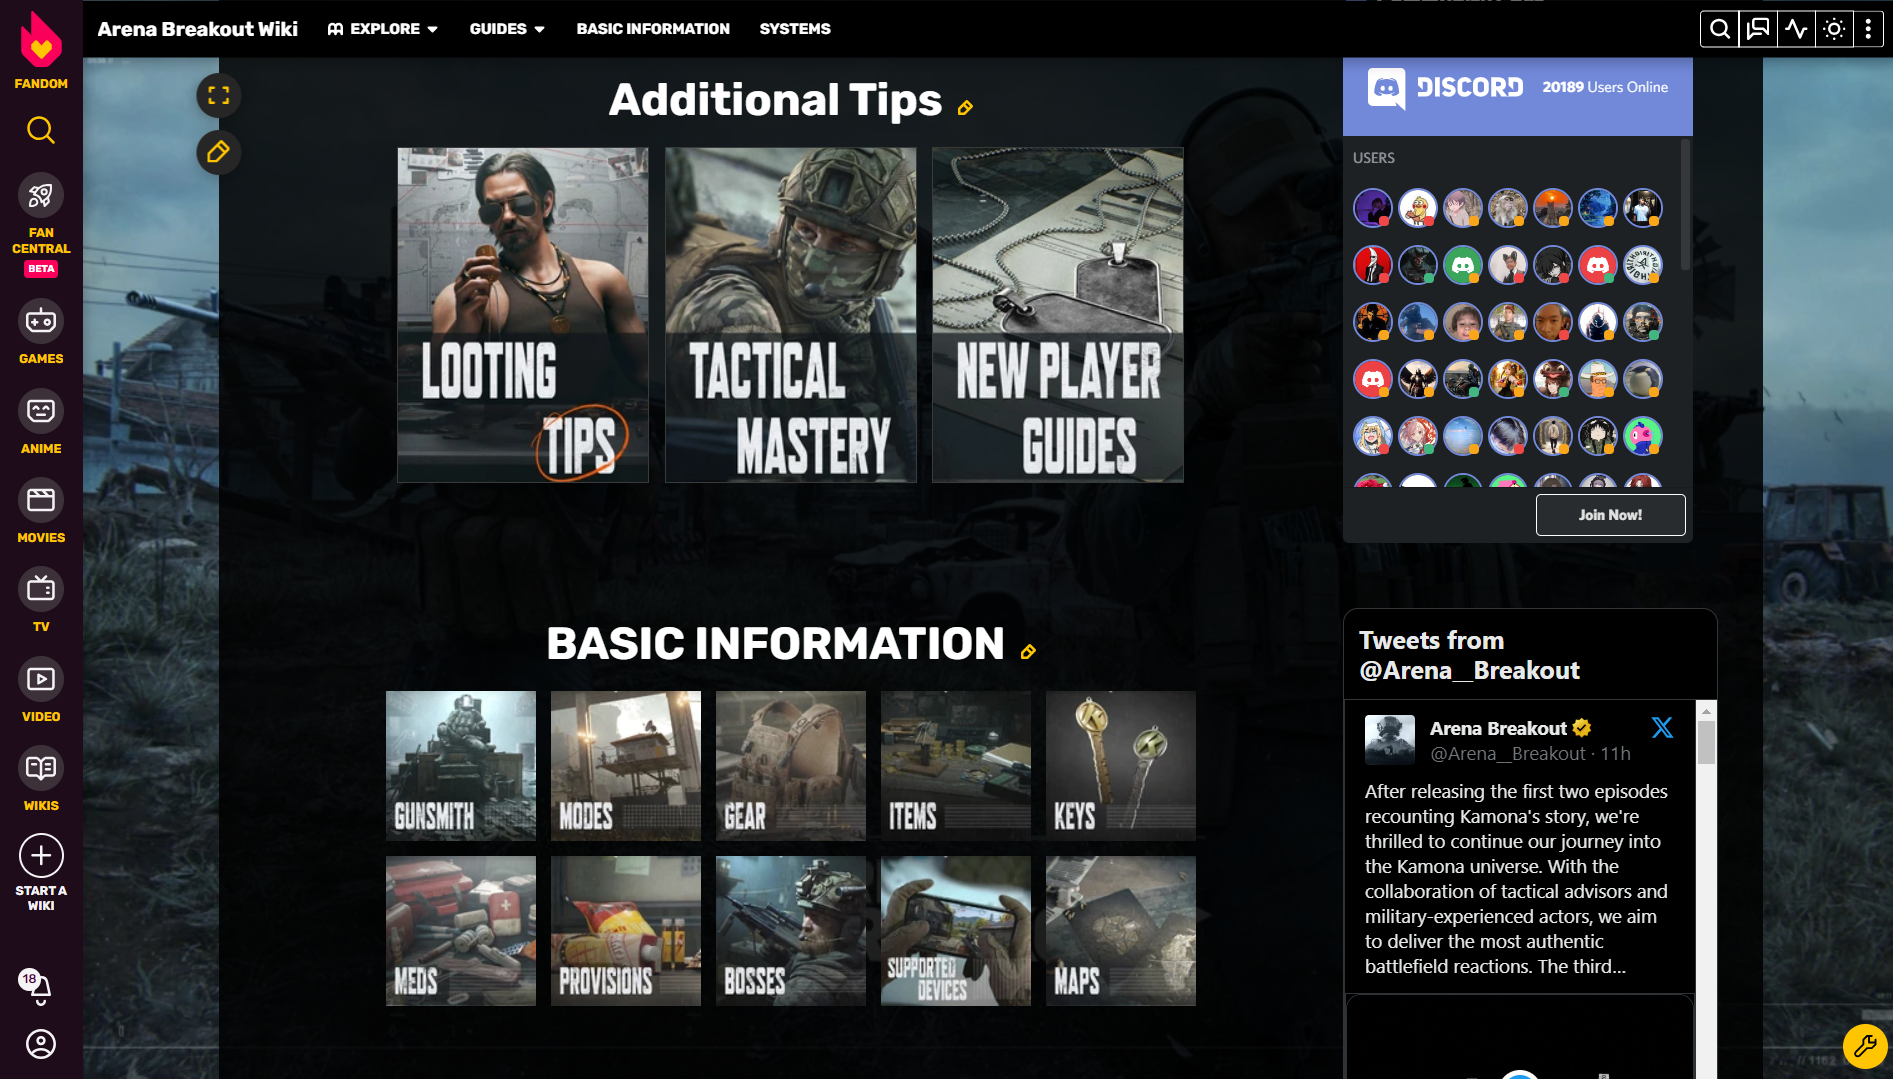 Arena Breakout Wiki
EXPLORE
GUIDES
BASIC INFORMATION
SYSTEMS
FANDOM
FAN
CENTRAL
BETA
GAMES
ANIME
MOVIES
TV
VIDEO
WIKIS
START A
WIKI
18
Additional Tips
LOOTING
TIPS
TACTICAL
MASTERY
NEW PLAYER
GUIDES
BASIC INFORMATION
GUNSMITH
MODES
GEAR
ITEMS
KEYS
MEDS
PROVISIONS
BOSSES
SUPPORTED
DEVICES
MAPS
DISCORD
20189 Users Online
USERS
Join Now!
Tweets from
@Arena__Breakout
Arena Breakout
@Arena__Breakout · 11h
After releasing the first two episodes
recounting Kamona's story, we're
thrilled to continue our journey into
the Kamona universe. With the
collaboration of tactical advisors and
military-experienced actors, we aim
to deliver the most authentic
battlefield reactions. The third...